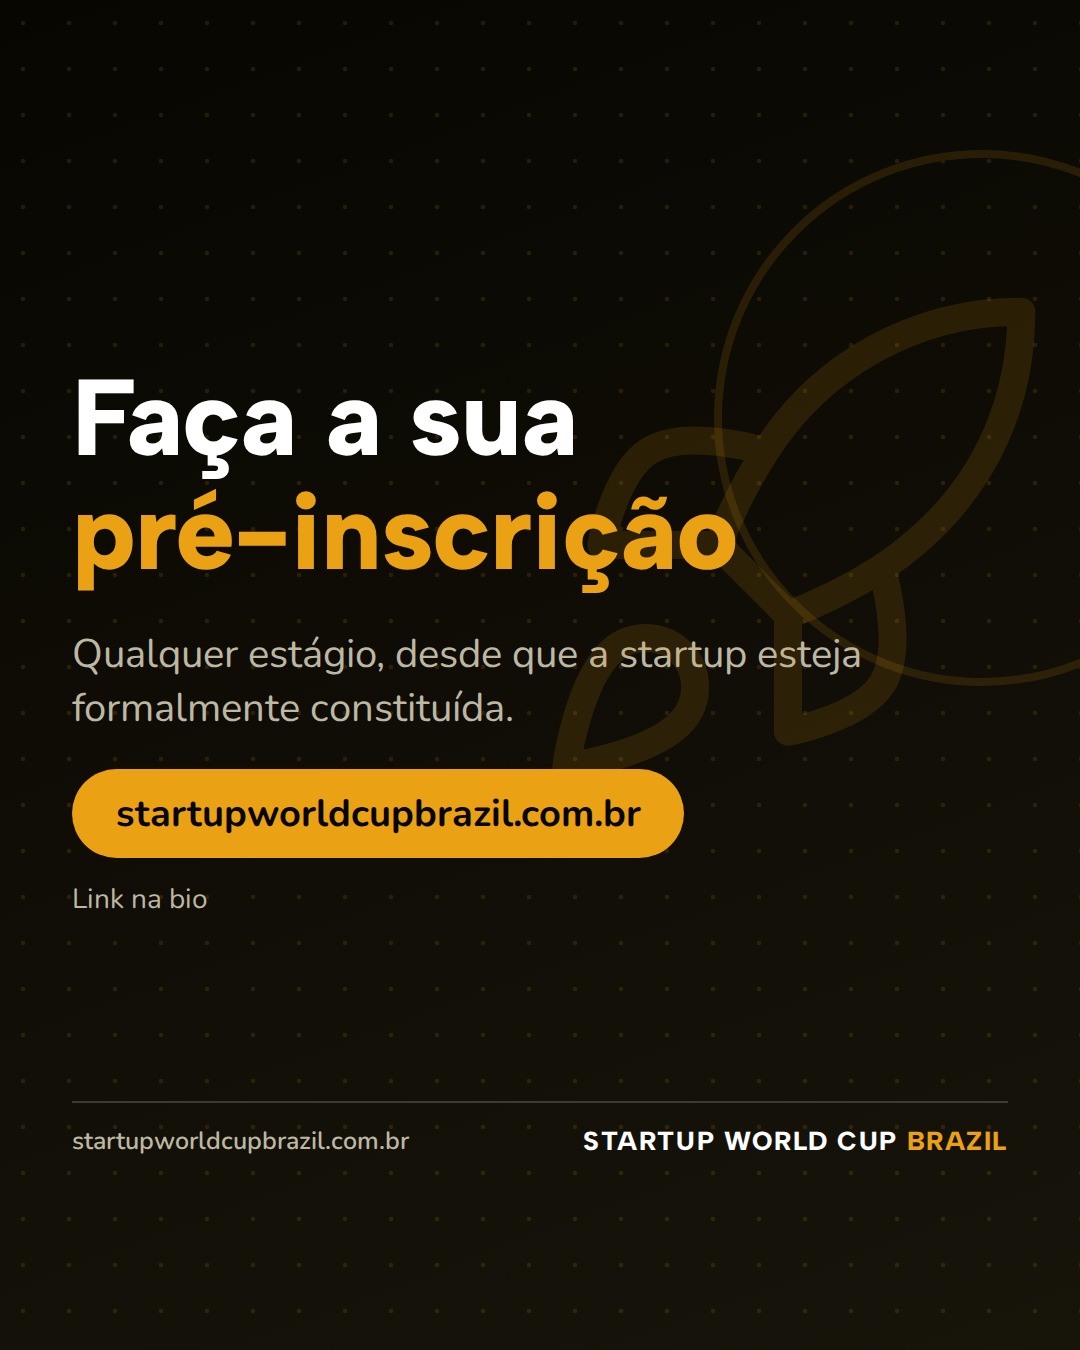 Faça a sua
pré-inscrição
Qualquer estágio, desde que a startup esteja
formalmente constituída.
startupworldcupbrazil.com.br
Link na bio
startupworldcupbrazil.com.br
STARTUP WORLD CUP BRAZIL